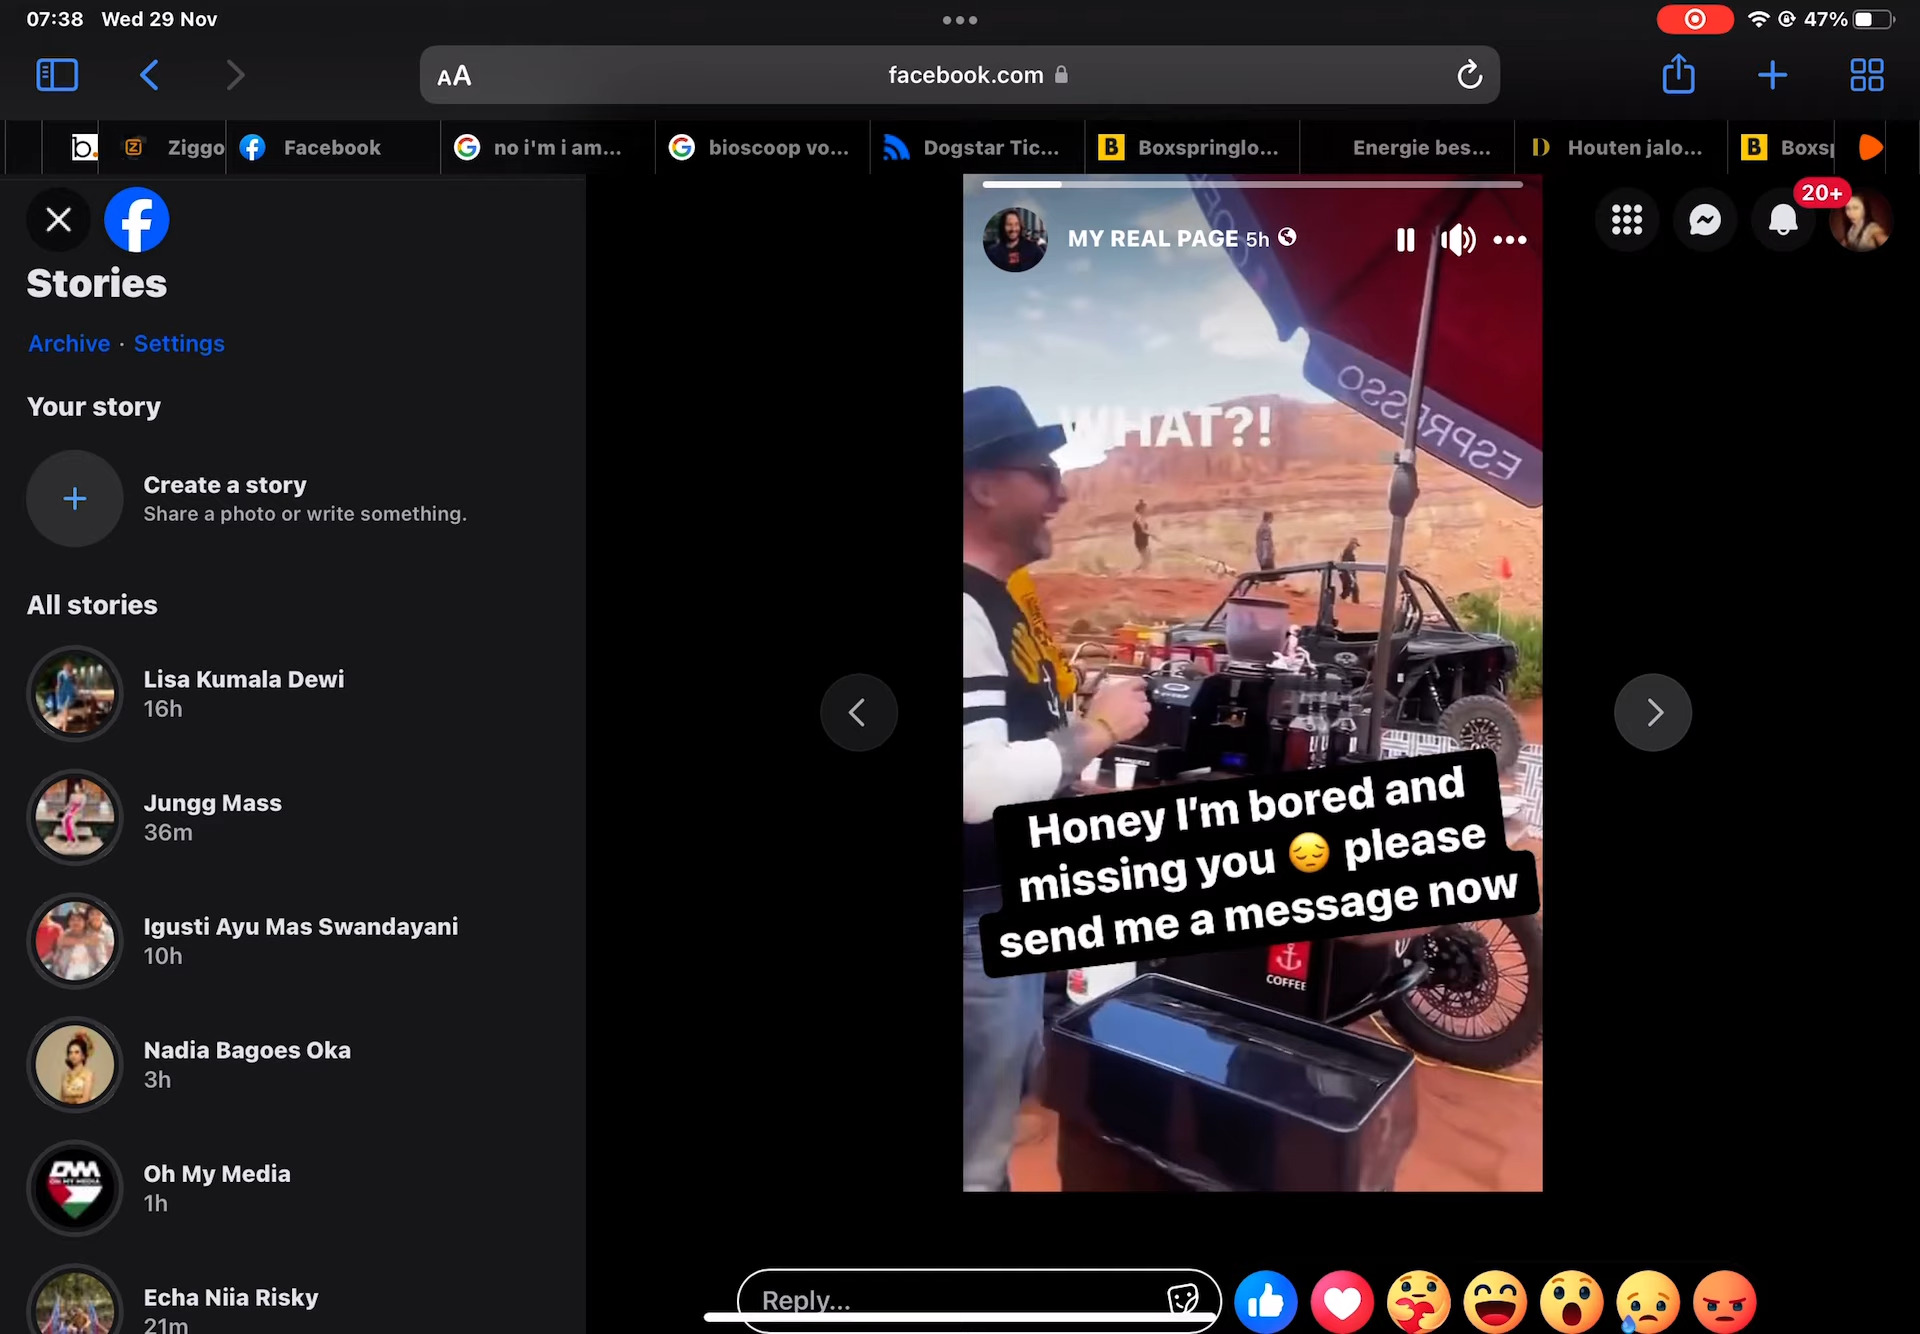 07:38 Wed 29 Nov
47%
AA
facebook.com
b.
Ziggo
Facebook
no i'm i am...
bioscoop vo...
Dogstar Tic...
Boxspringlo...
Energie bes...
Houten jalo...
Boxs
20+
Stories
Archive · Settings
Your story
Create a story
Share a photo or write something.
All stories
Lisa Kumala Dewi
16h
Jungg Mass
36m
Igusti Ayu Mas Swandayani
10h
Nadia Bagoes Oka
3h
Oh My Media
1h
Echa Niia Risky
21m
MY REAL PAGE 5h
ESPRESSO
WHAT?!
Honey I'm bored and
missing you 😔 please
send me a message now
COFFEE
Reply...